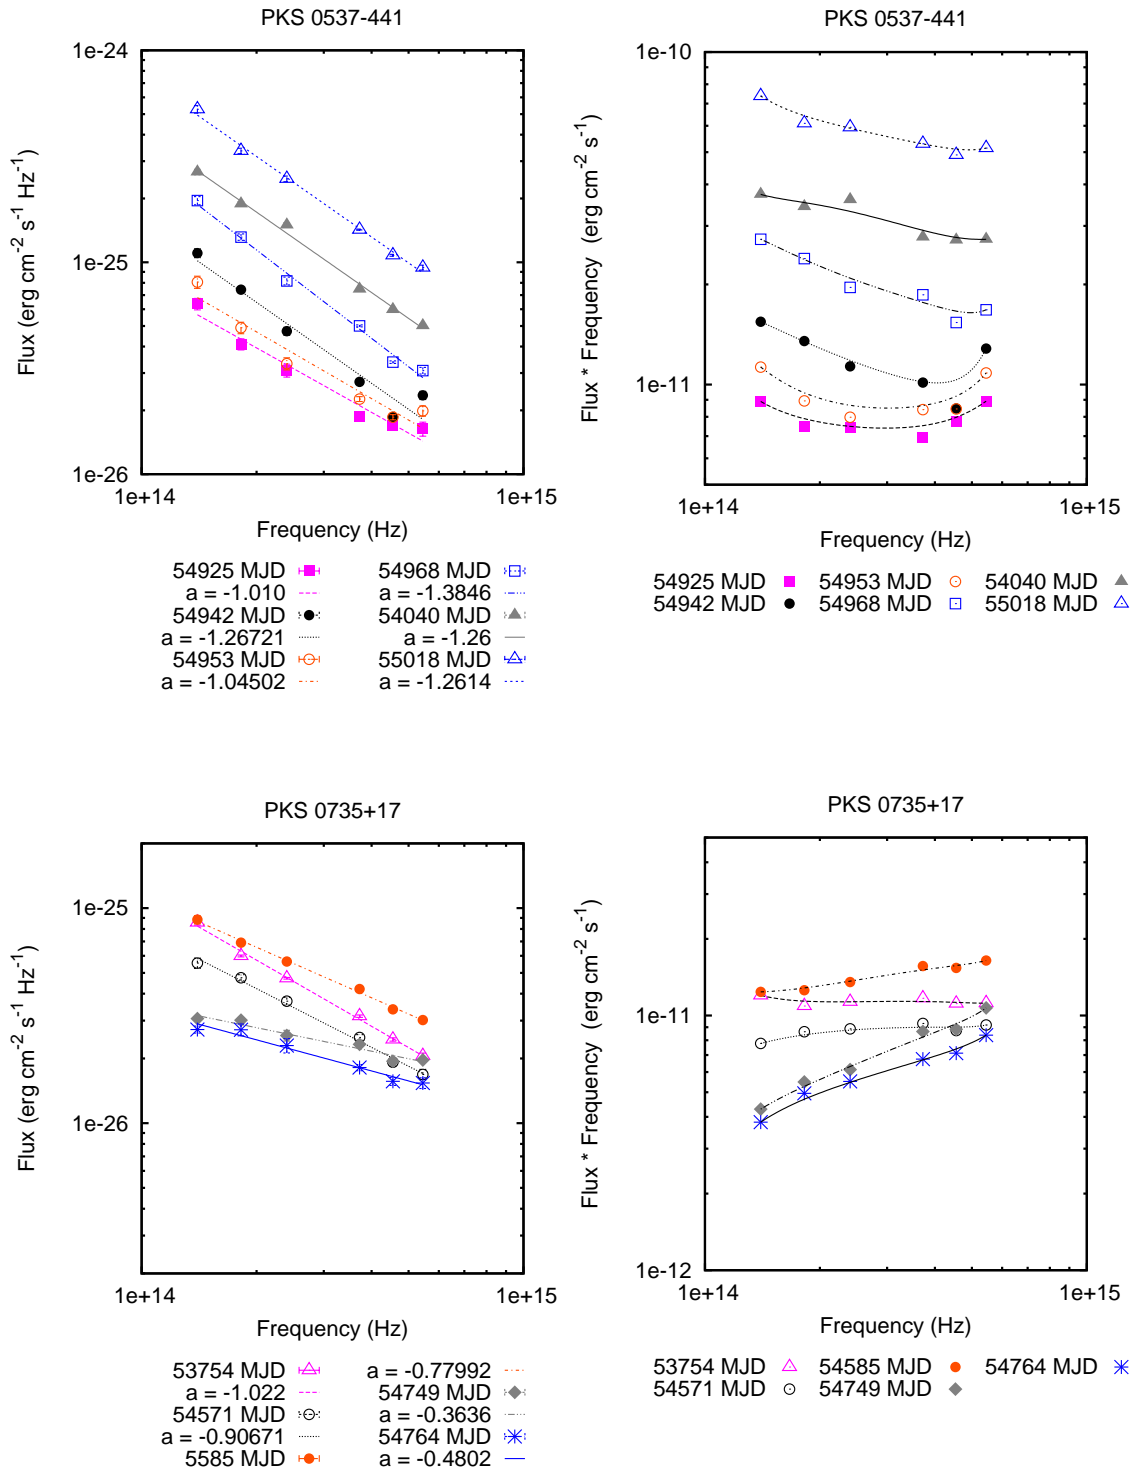 PKS 0537-441
1e-24
1e-25
1e-26
1e+14
1e+15
Flux (erg cm-2 s-1 Hz-1)
Frequency (Hz)
54925 MJD
a = -1.010
54942 MJD
a = -1.26721
54953 MJD
a = -1.04502
54968 MJD
a = -1.3846
54040 MJD
a = -1.26
55018 MJD
a = -1.2614
PKS 0537-441
1e-10
1e-11
1e+14
1e+15
Flux * Frequency (erg cm-2 s-1)
Frequency (Hz)
54925 MJD
54942 MJD
54953 MJD
54968 MJD
54040 MJD
55018 MJD
PKS 0735+17
1e-25
1e-26
1e+14
1e+15
Flux (erg cm-2 s-1 Hz-1)
Frequency (Hz)
53754 MJD
a = -1.022
54571 MJD
a = -0.90671
5585 MJD
a = -0.77992
54749 MJD
a = -0.3636
54764 MJD
a = -0.4802
PKS 0735+17
1e-11
1e-12
1e+14
1e+15
Flux * Frequency (erg cm-2 s-1)
Frequency (Hz)
53754 MJD
54571 MJD
54585 MJD
54749 MJD
54764 MJD